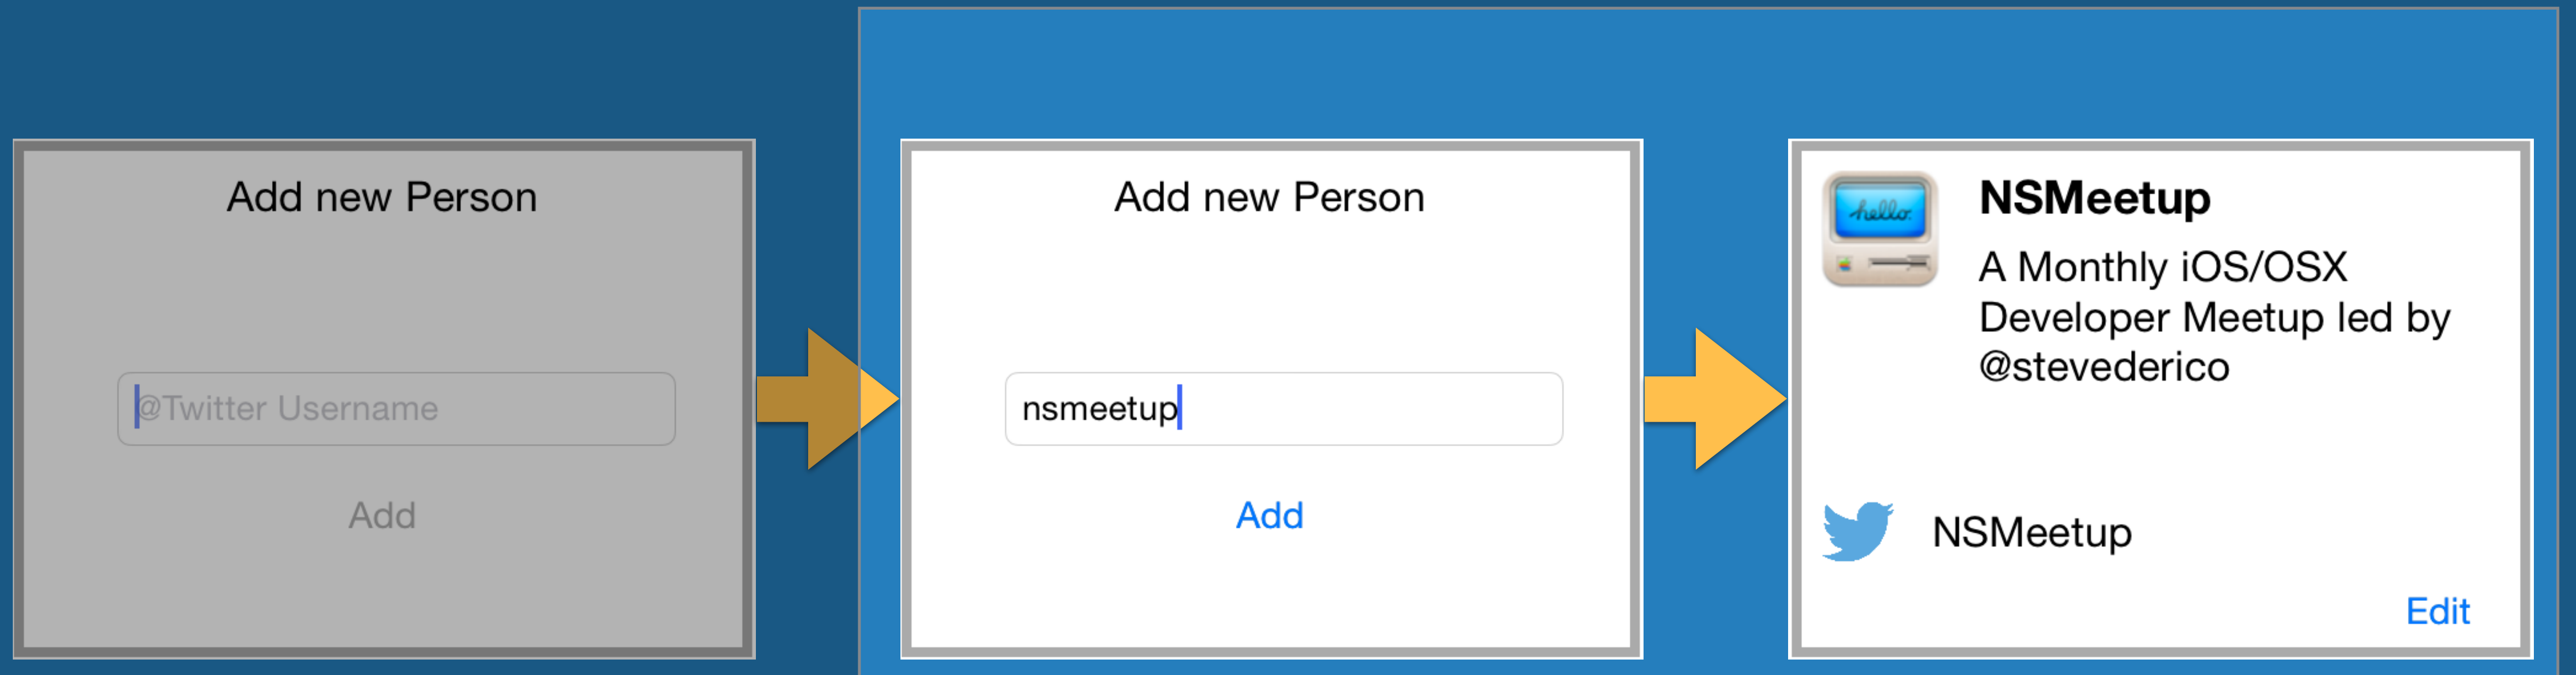 Add new Person
@Twitter Username
Add
Add new Person
nsmeetup
Add
hello.
NSMeetup
A Monthly iOS/OSX
Developer Meetup led by
@stevederico
NSMeetup
Edit